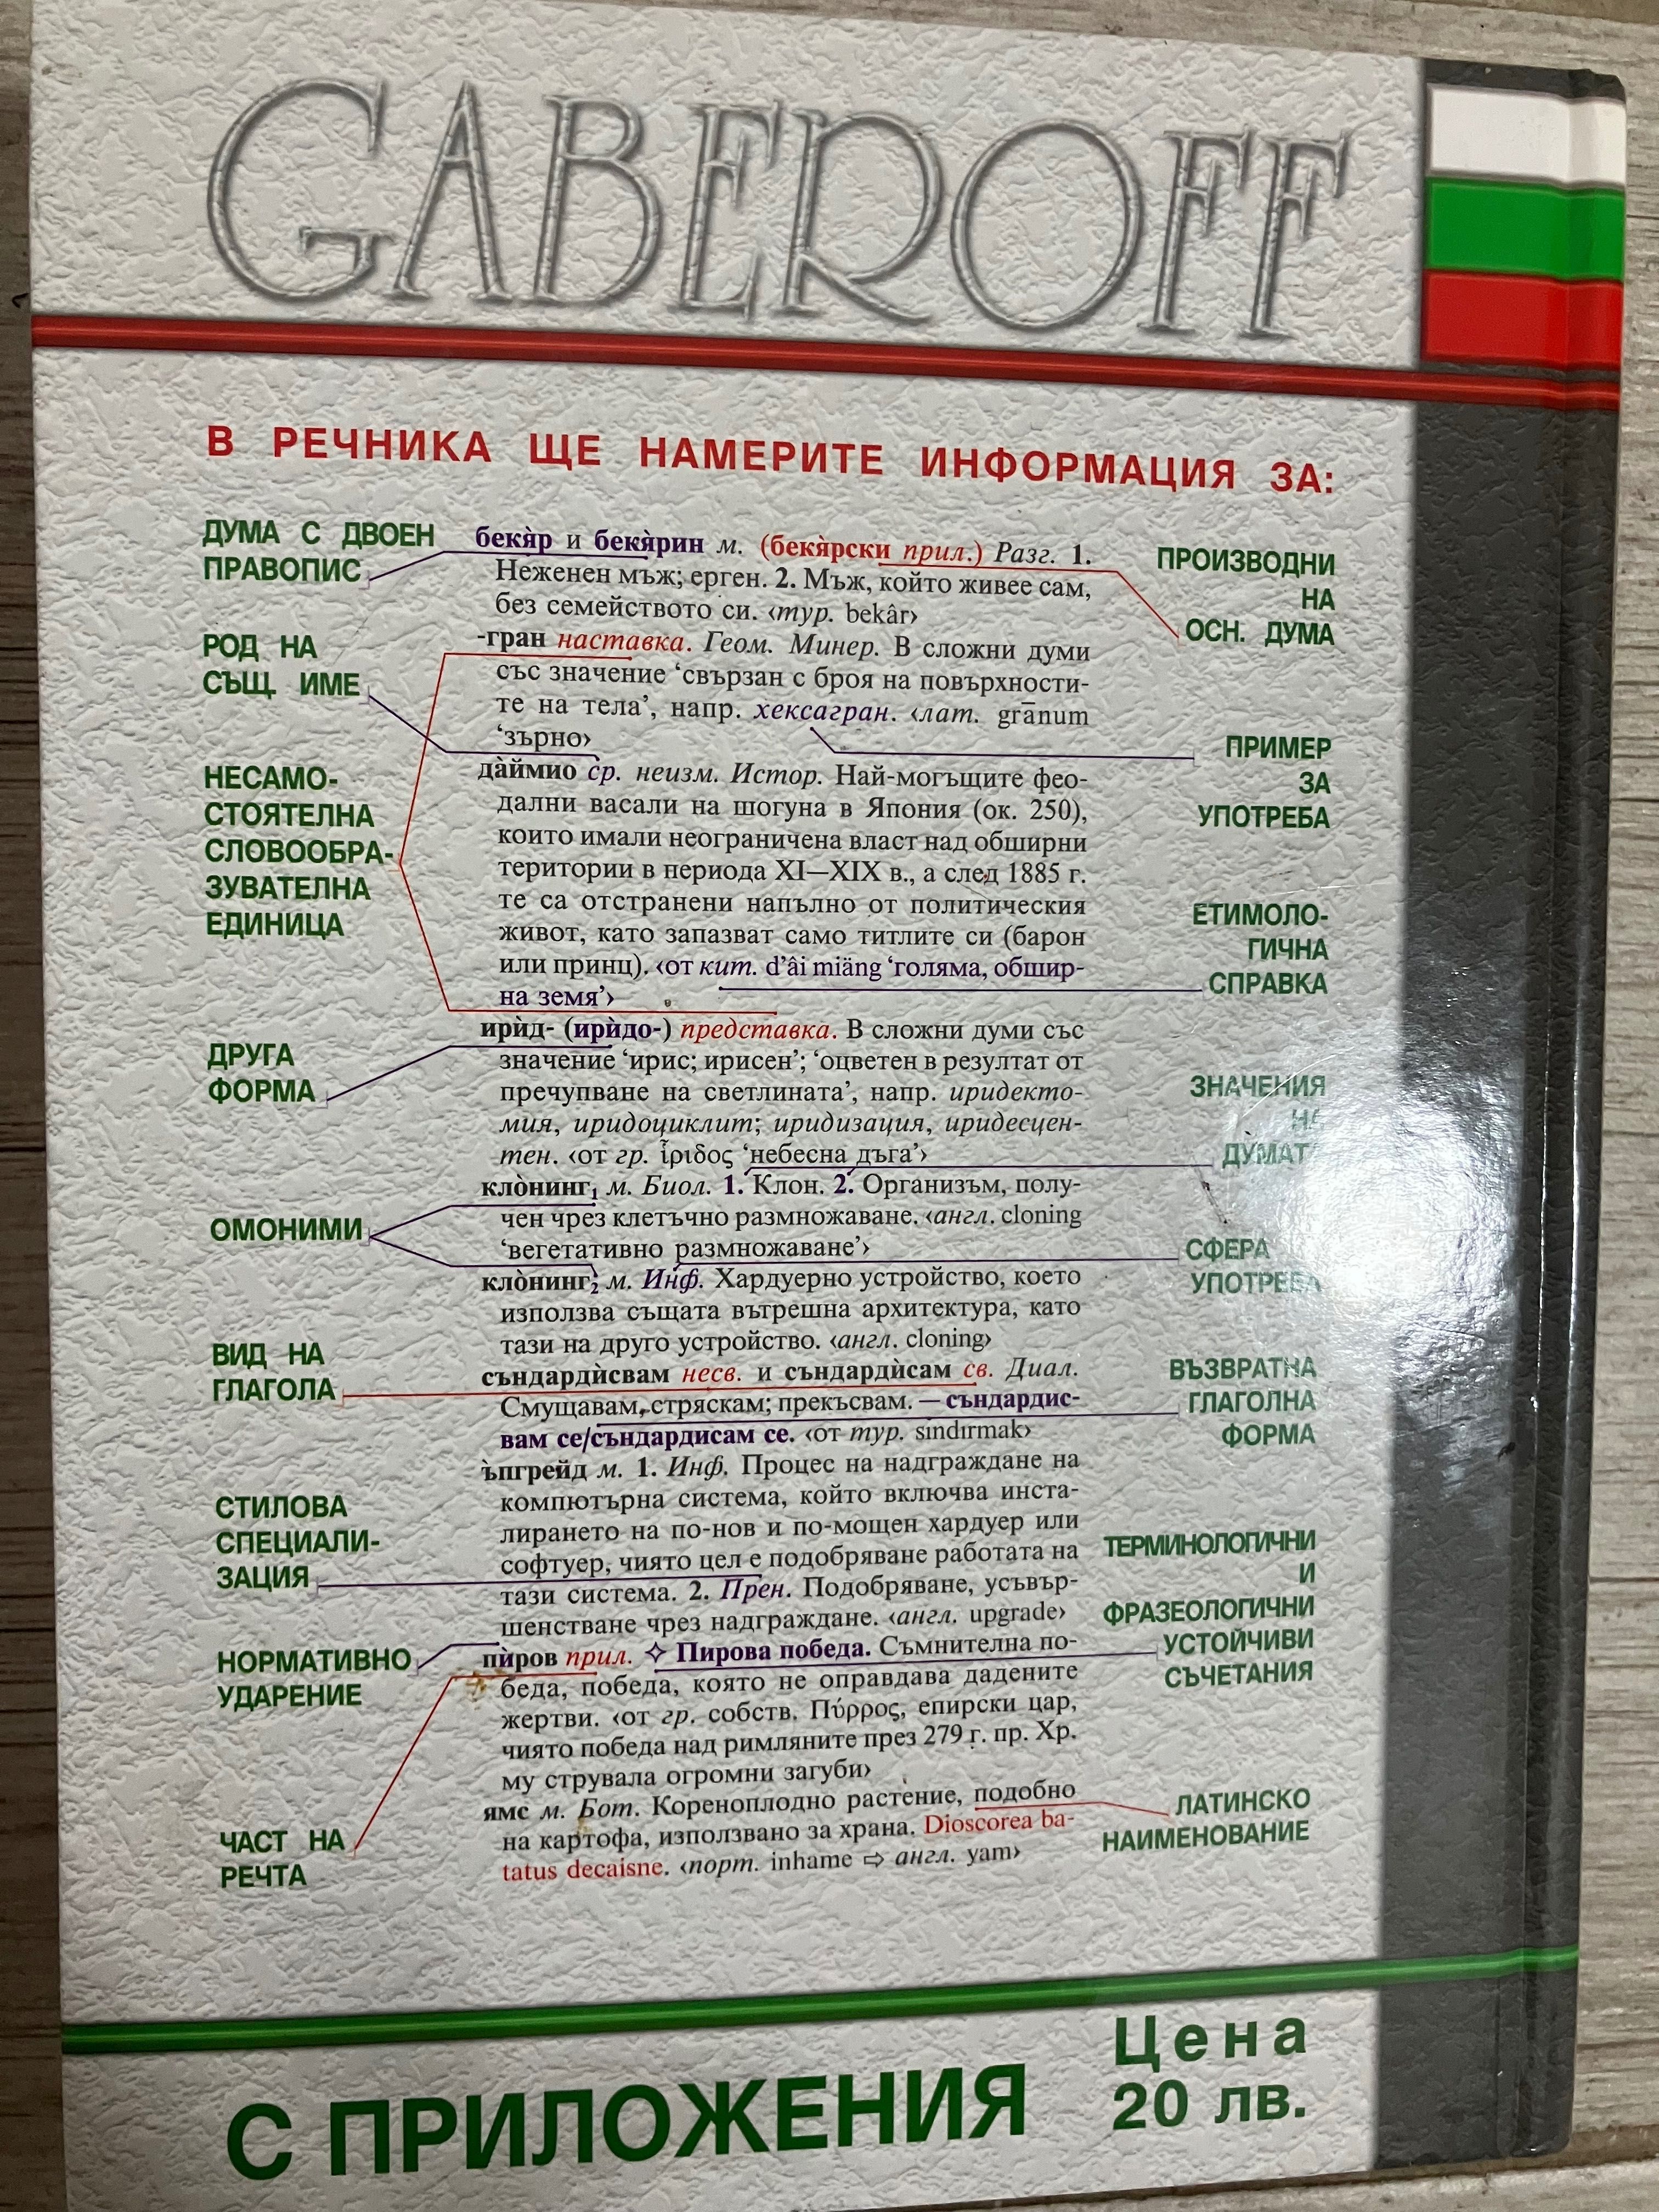 GABEROFF
В РЕЧНИКА ЩЕ НАМЕРИТЕ ИНФОРМАЦИЯ ЗА:
ДУМА С ДВОЕН
ПРАВОПИС
РОД НА
СЪЩ. ИМЕ
НЕСАМО-
СТОЯТЕЛНА
СЛОВООБРА-
ЗУВАТЕЛНА
ЕДИНИЦА
ДРУГА
ФОРМА
ОМОНИМИ
ВИД НА
ГЛАГОЛА
СТИЛОВА
СПЕЦИАЛИ-
ЗАЦИЯ
НОРМАТИВНО
УДАРЕНИЕ
ЧАСТ НА
РЕЧТА
бекя̀р и бекя̀рин м. (бекя̀рски прил.) Разг. 1.
Неженен мъж; ерген. 2. Мъж, който живее сам,
без семейството си. ‹тур. bekâr›
-гран наставка. Геом. Минер. В сложни думи
със значение ‘свързан с броя на повърхности-
те на тела’, напр. хексагран. ‹лат. grānum
‘зърно›
да̀ймио ср. неизм. Истор. Най-могъщите фео-
дални васали на шогуна в Япония (ок. 250),
които имали неограничена власт над обширни
територии в периода XI—XIX в., а след 1885 г.
те са отстранени напълно от политическия
живот, като запазват само титлите си (барон
или принц). ‹от кит. d’âi miäng ‘голяма, обшир-
на земя’›
ирѝд- (ирѝдо-) представка. В сложни думи със
значение ‘ирис; ирисен’; ‘оцветен в резултат от
пречупване на светлината’, напр. иридекто-
мия, иридоциклит; иридизация, иридесцен-
тен. ‹от гр. ἶριδος ‘небесна дъга’›
кло̀нинг₁ м. Биол. 1. Клон. 2. Организъм, полу-
чен чрез клетъчно размножаване. ‹англ. cloning
‘вегетативно размножаване’›
кло̀нинг₂ м. Инф. Хардуерно устройство, което
използва същата вътрешна архитектура, като
тази на друго устройство. ‹англ. cloning›
съндардѝсвам несв. и съндардѝсам св. Диал.
Смущавам, стряскам; прекъсвам. — съндардис-
вам се/съндардисам се. ‹от тур. sindırmak›
ъ̀пгрейд м. 1. Инф. Процес на надграждане на
компютърна система, който включва инста-
лирането на по-нов и по-мощен хардуер или
софтуер, чиято цел е подобряване работата на
тази система. 2. Прен. Подобряване, усъвър-
шенстване чрез надграждане. ‹англ. upgrade›
пѝров прил. ✧ Пирова победа. Съмнителна по-
беда, победа, която не оправдава дадените
жертви. ‹от гр. собств. Πύρρος, епирски цар,
чиято победа над римляните през 279 г. пр. Хр.
му струвала огромни загуби›
ямс м. Бот. Кореноплодно растение, подобно
на картофа, използвано за храна. Dioscorea ba-
tatus decaisne. ‹порт. inhame ⇨ англ. yam›
ПРОИЗВОДНИ
НА
ОСН. ДУМА
ПРИМЕР
ЗА
УПОТРЕБА
ЕТИМОЛО-
ГИЧНА
СПРАВКА
ЗНАЧЕНИЯ
НА
ДУМАТА
СФЕРА
УПОТРЕБА
ВЪЗВРАТНА
ГЛАГОЛНА
ФОРМА
ТЕРМИНОЛОГИЧНИ
И
ФРАЗЕОЛОГИЧНИ
УСТОЙЧИВИ
СЪЧЕТАНИЯ
ЛАТИНСКО
НАИМЕНОВАНИЕ
С ПРИЛОЖЕНИЯ
Цена
20 лв.